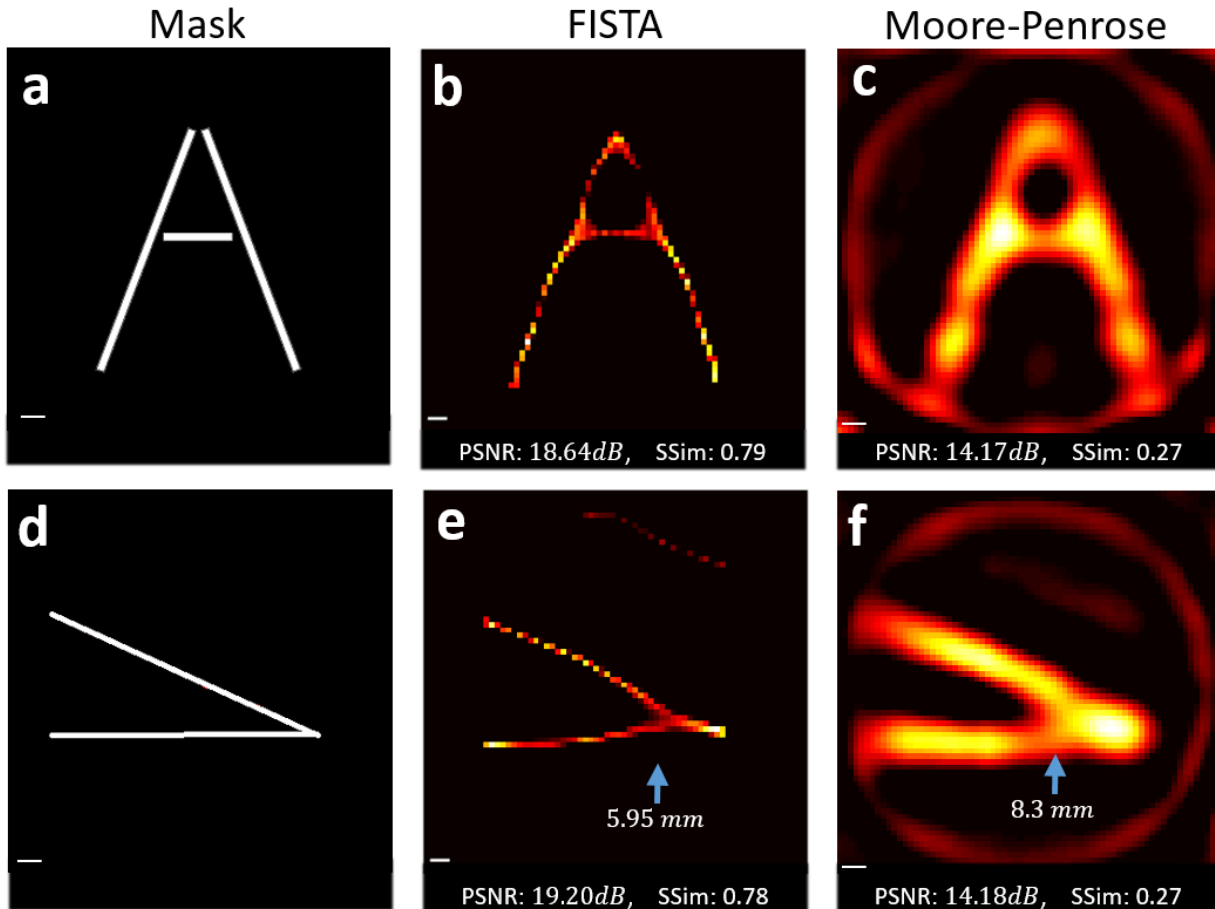 Mask FISTA Moore-Penrose
a b c
PSNR: 18.64dB, SSim: 0.79 PSNR: 14.17dB, SSim: 0.27
d e f
5.95 mm 8.3 mm
PSNR: 19.20dB, SSim: 0.78 PSNR: 14.18dB, SSim: 0.27